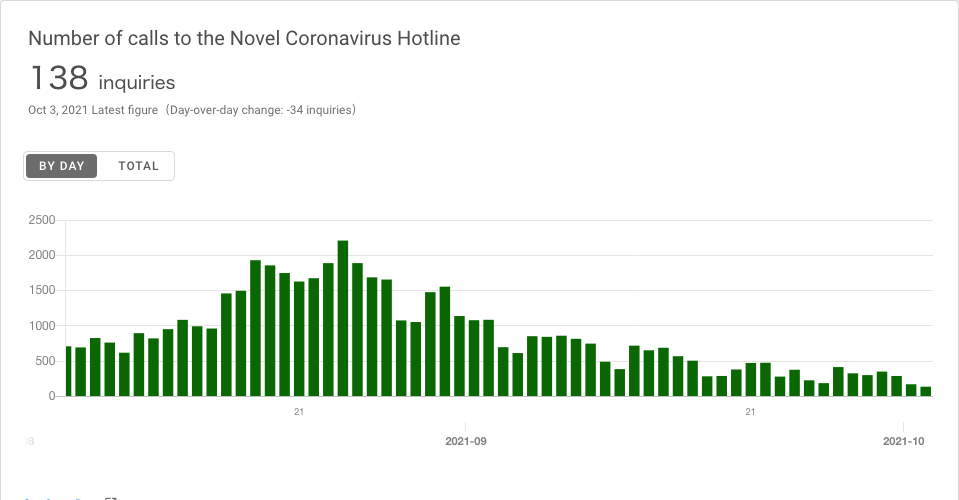 Number of calls to the Novel Coronavirus Hotline
138 inquiries
Oct 3, 2021 Latest figure（Day-over-day change: -34 inquiries）
BY DAY TOTAL
2500
2000
1500
1000
500
0
21 21
2021-09 2021-10